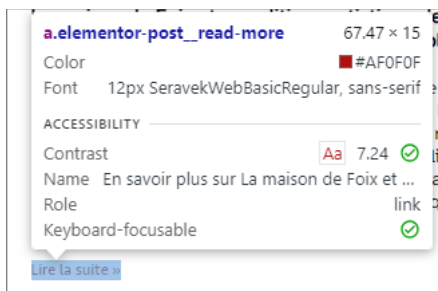 a.elementor-post__read-more 67.47 × 15
Color #AF0F0F
Font 12px SeravekWebBasicRegular, sans-serif
ACCESSIBILITY
Contrast Aa 7.24
Name En savoir plus sur La maison de Foix et ...
Role link
Keyboard-focusable
Lire la suite »